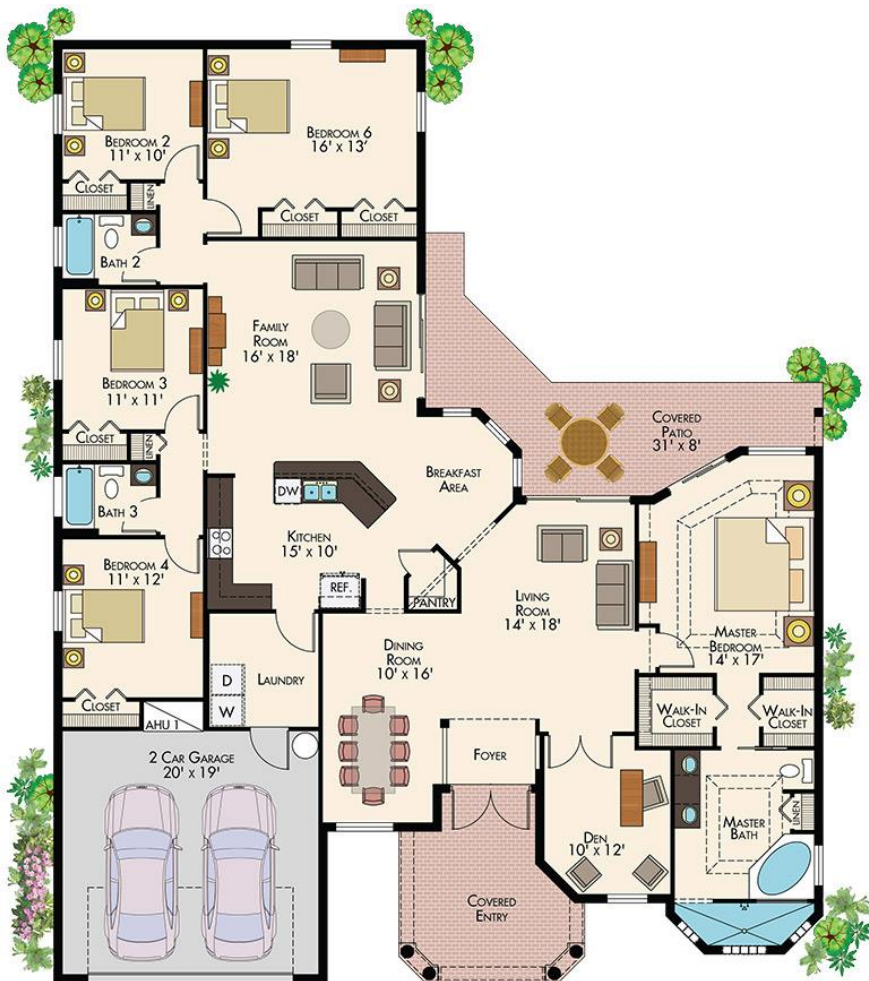 BEDROOM 2
11' x 10'
BEDROOM 6
16' x 13'
CLOSET
LINEN
CLOSET
CLOSET
BATH 2
FAMILY
ROOM
16' x 18'
BEDROOM 3
11' x 11'
COVERED
PATIO
31' x 8'
CLOSET
LINEN
BREAKFAST
AREA
DW
BATH 3
KITCHEN
15' x 10'
BEDROOM 4
11' x 12'
REF.
PANTRY
LIVING
ROOM
14' x 18'
MASTER
BEDROOM
14' x 17'
DINING
ROOM
10' x 16'
D
W
LAUNDRY
CLOSET
AHU 1
WALK-IN
CLOSET
WALK-IN
CLOSET
2 CAR GARAGE
20' x 19'
FOYER
MASTER
BATH
LINEN
DEN
10' x 12'
COVERED
ENTRY